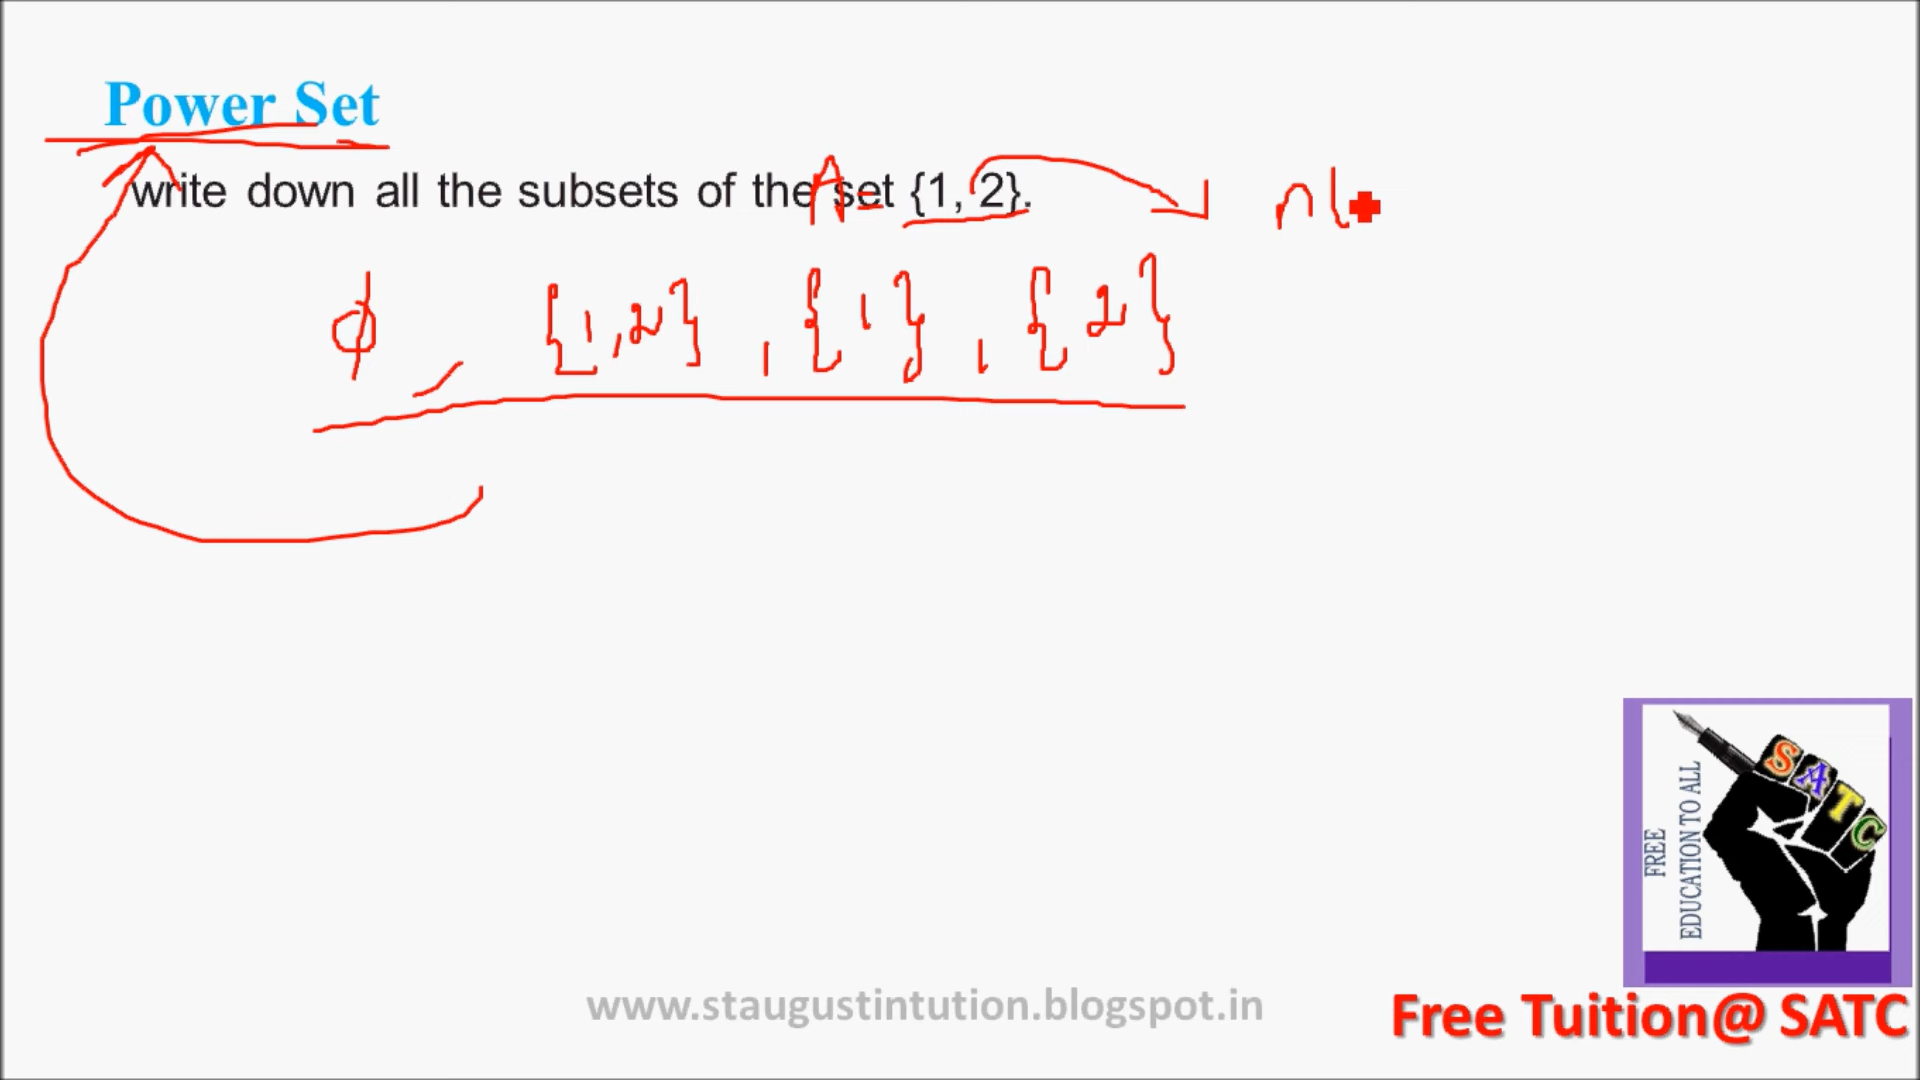 Power Set
write down all the subsets of the set {1, 2}.
A=
n(
ϕ, {1,2}, {1}, {2}
FREE
EDUCATION TO ALL
SATC
www.staugustintution.blogspot.in
Free Tuition@ SATC